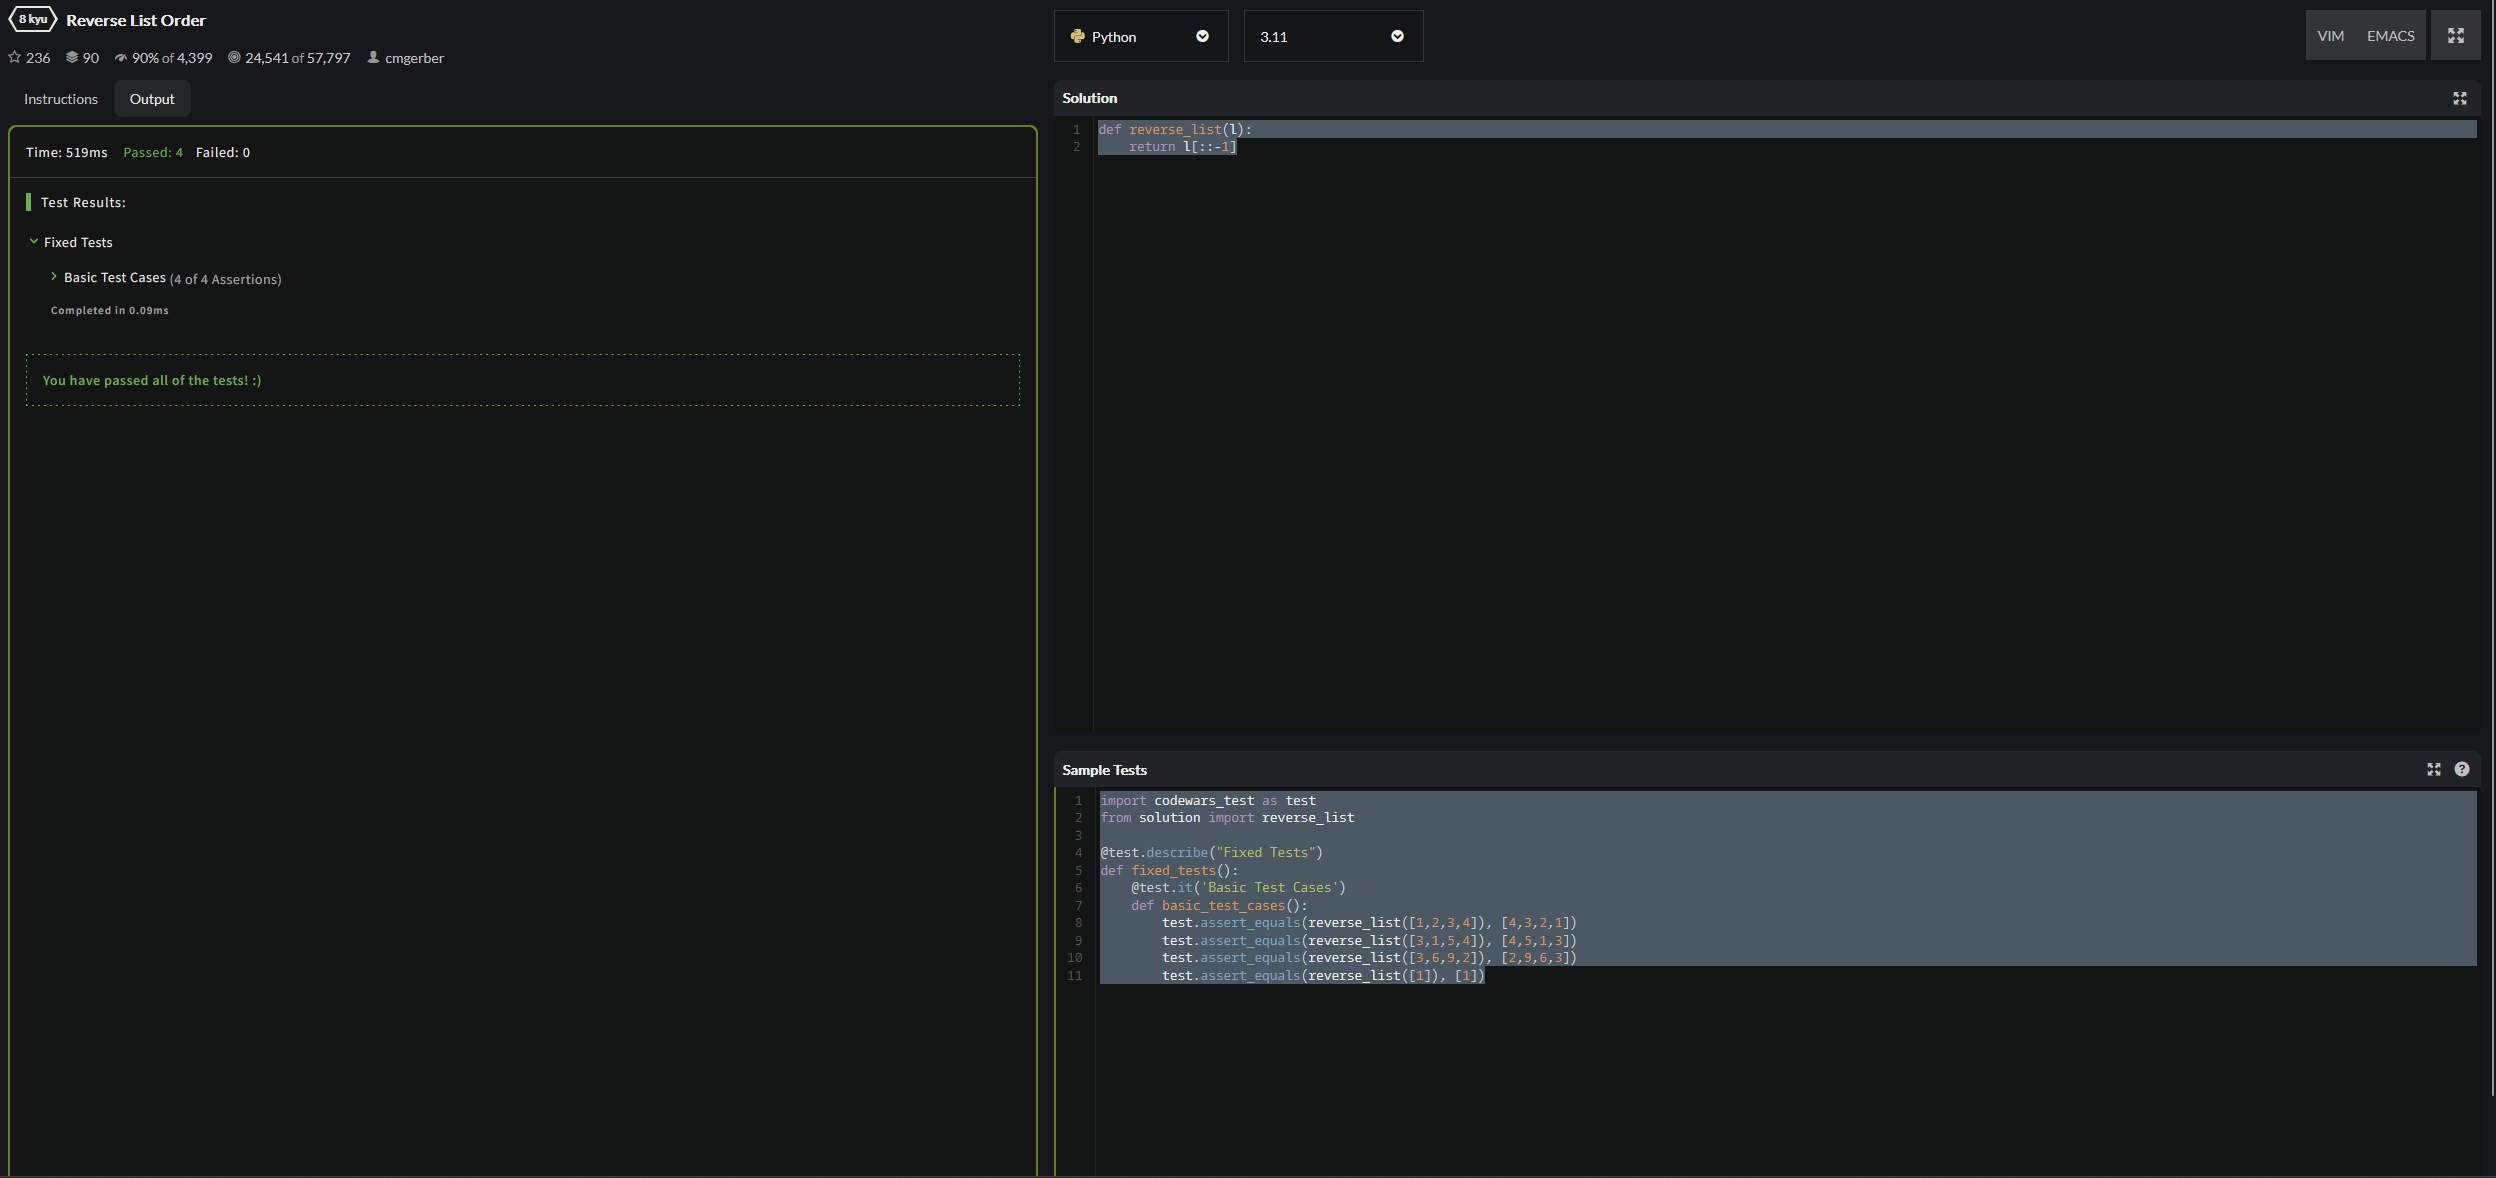 8 kyu Reverse List Order
236 90 90% of 4,399 24,541 of 57,797 cmgerber
Instructions Output
Time: 519ms Passed: 4 Failed: 0
Test Results:
Fixed Tests
Basic Test Cases (4 of 4 Assertions)
Completed in 0.09ms
You have passed all of the tests! :)
Python 3.11 VIM EMACS
Solution
1 def reverse_list(l):
2     return l[::-1]
Sample Tests
?
1 import codewars_test as test
2 from solution import reverse_list
3
4 @test.describe("Fixed Tests")
5 def fixed_tests():
6     @test.it('Basic Test Cases')
7     def basic_test_cases():
8         test.assert_equals(reverse_list([1,2,3,4]), [4,3,2,1])
9         test.assert_equals(reverse_list([3,1,5,4]), [4,5,1,3])
10         test.assert_equals(reverse_list([3,6,9,2]), [2,9,6,3])
11         test.assert_equals(reverse_list([1]), [1])